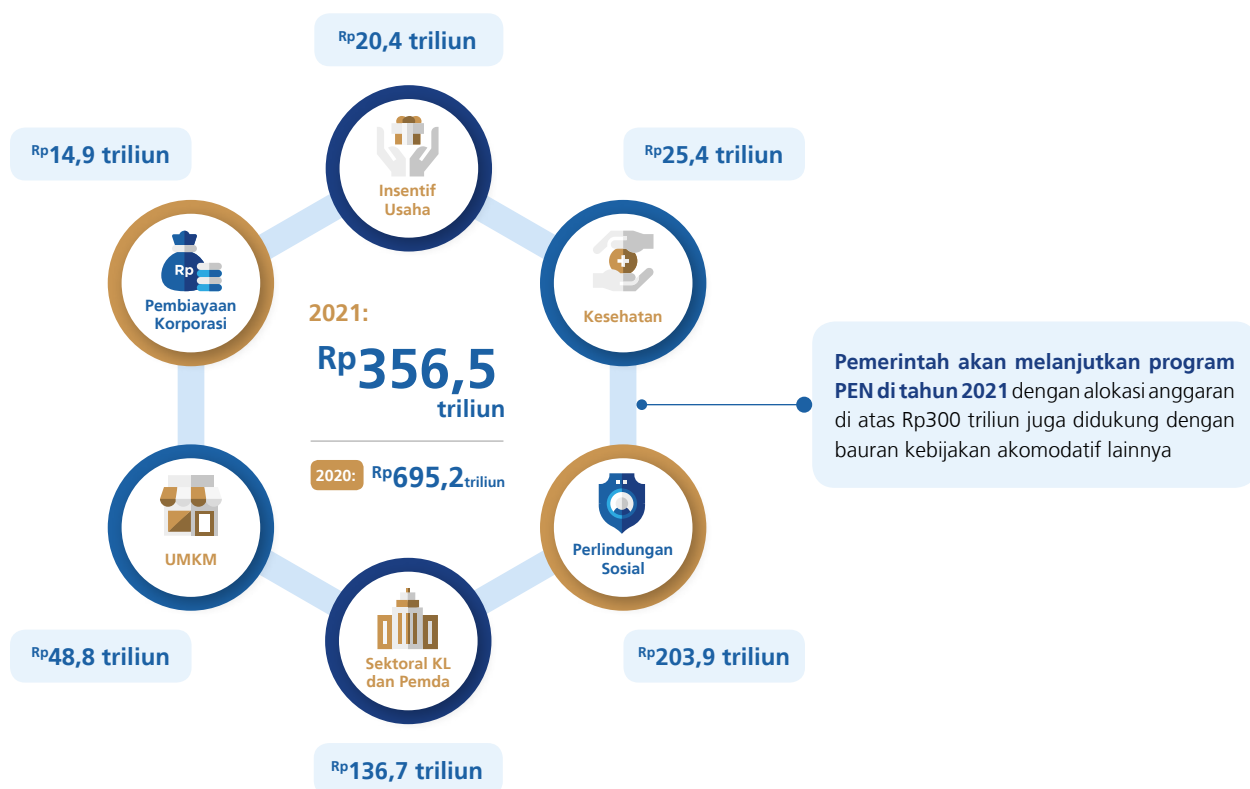 Rp20,4 triliun
Rp14,9 triliun
Rp25,4 triliun
Insentif
Usaha
Rp
Pembiayaan
Korporasi
Kesehatan
2021:
Rp356,5
triliun
2020: Rp695,2triliun
Pemerintah akan melanjutkan program
PEN di tahun 2021 dengan alokasi anggaran
di atas Rp300 triliun juga didukung dengan
bauran kebijakan akomodatif lainnya
UMKM
Perlindungan
Sosial
Sektoral KL
dan Pemda
Rp48,8 triliun
Rp203,9 triliun
Rp136,7 triliun